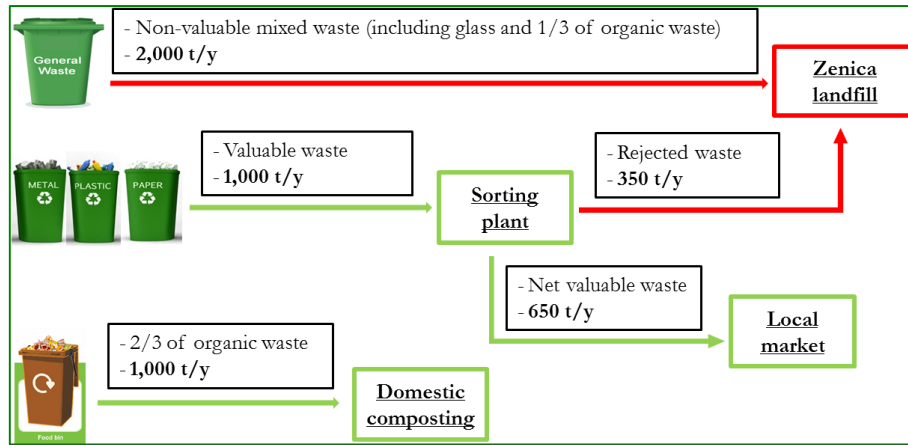 General
Waste
- Non-valuable mixed waste (including glass and 1/3 of organic waste)
- 2,000 t/y
Zenica
landfill
METAL
PLASTIC
PAPER
- Valuable waste
- 1,000 t/y
Sorting
plant
- Rejected waste
- 350 t/y
- Net valuable waste
- 650 t/y
Local
market
Food bin
- 2/3 of organic waste
- 1,000 t/y
Domestic
composting